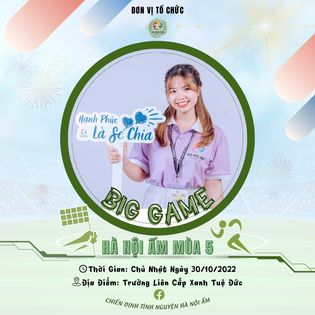 ĐƠN VỊ TỔ CHỨC
Hạnh Phúc
Là Sẻ Chia
BIG GAME
HÀ NỘI ẤM MÙA 5
Thời Gian: Chủ Nhật Ngày 30/10/2022
Địa Điểm: Trường Liên Cấp Xanh Tuệ Đức
CHIẾN DỊCH TÌNH NGUYỆN HÀ NỘI ẤM